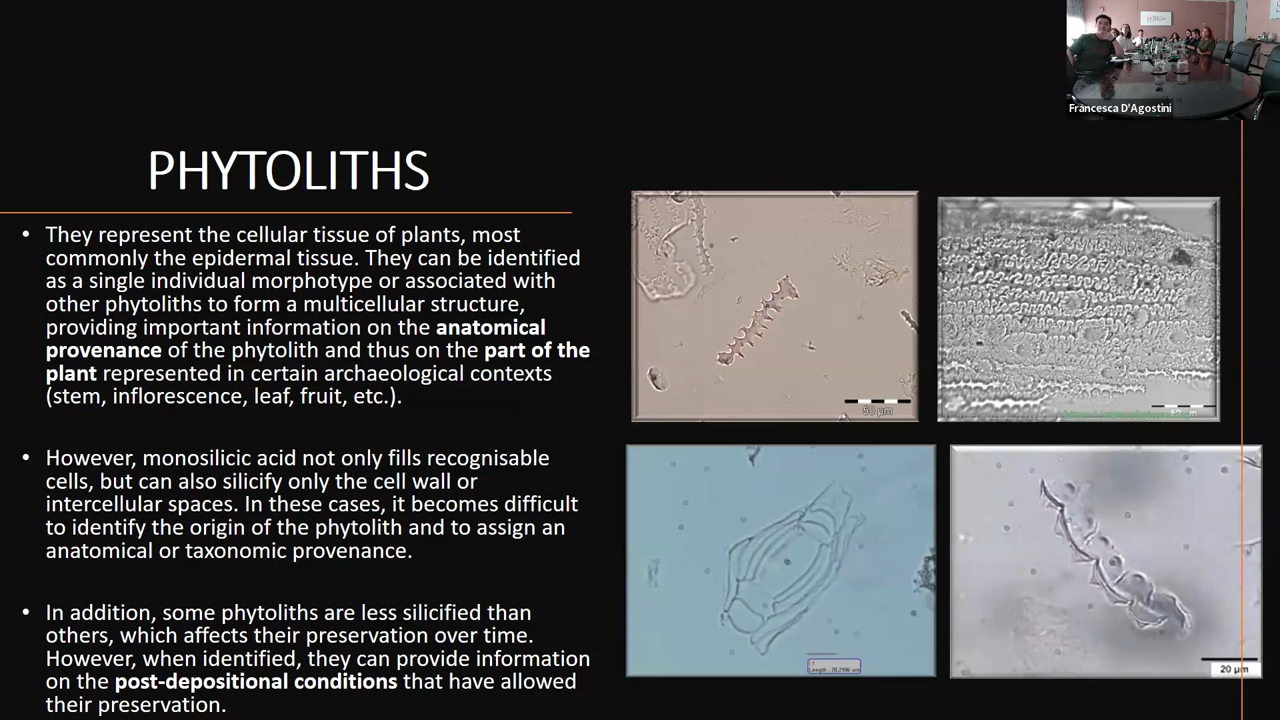 Francesca D'Agostini
PHYTOLITHS
• They represent the cellular tissue of plants, most
commonly the epidermal tissue. They can be identified
as a single individual morphotype or associated with
other phytoliths to form a multicellular structure,
providing important information on the anatomical
provenance of the phytolith and thus on the part of the
plant represented in certain archaeological contexts
(stem, inflorescence, leaf, fruit, etc.).
• However, monosilicic acid not only fills recognisable
cells, but can also silicify only the cell wall or
intercellular spaces. In these cases, it becomes difficult
to identify the origin of the phytolith and to assign an
anatomical or taxonomic provenance.
• In addition, some phytoliths are less silicified than
others, which affects their preservation over time.
However, when identified, they can provide information
on the post-depositional conditions that have allowed
their preservation.
50 µm
20 µm